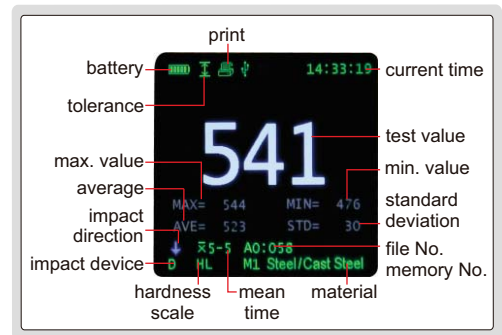 print
battery
14:33:19
current time
tolerance
541
test value
max. value
min. value
MAX= 544 MIN= 476
average
standard
deviation
AVE= 523 STD= 30
impact
direction
x̅5-5 A0:058
file No.
memory No.
impact device
D HL M1 Steel/Cast Steel
hardness
scale
mean
time
material